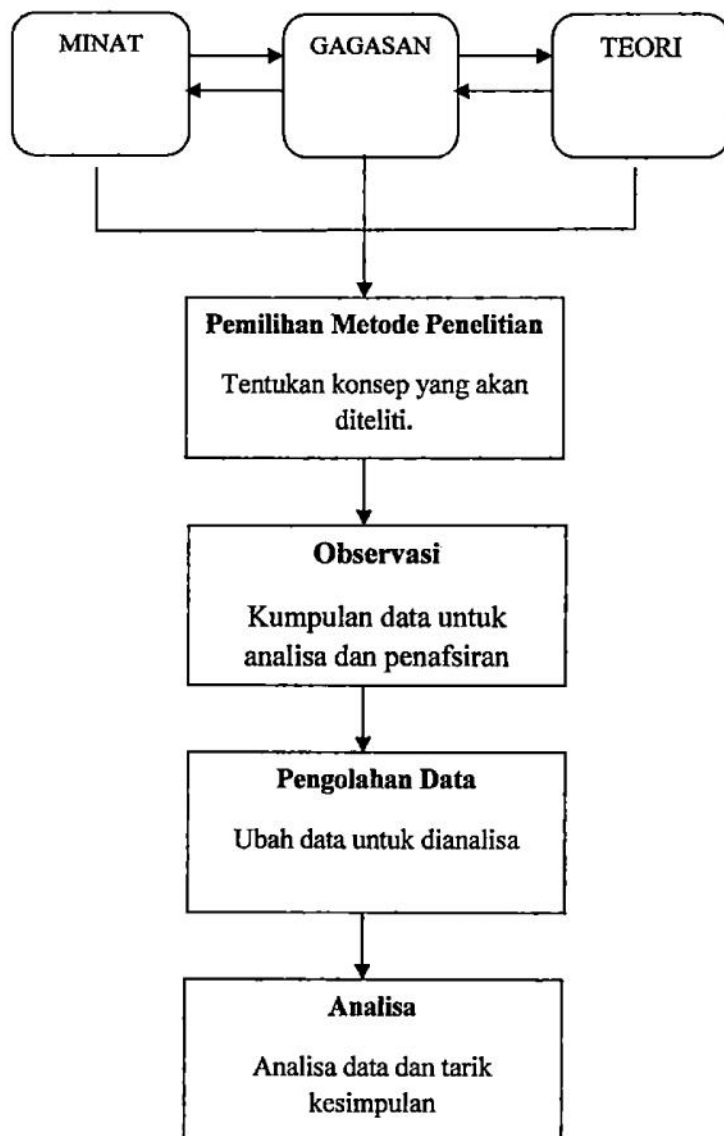 MINAT
GAGASAN
TEORI
Pemilihan Metode Penelitian
Tentukan konsep yang akan
diteliti.
Observasi
Kumpulan data untuk
analisa dan penafsiran
Pengolahan Data
Ubah data untuk dianalisa
Analisa
Analisa data dan tarik
kesimpulan